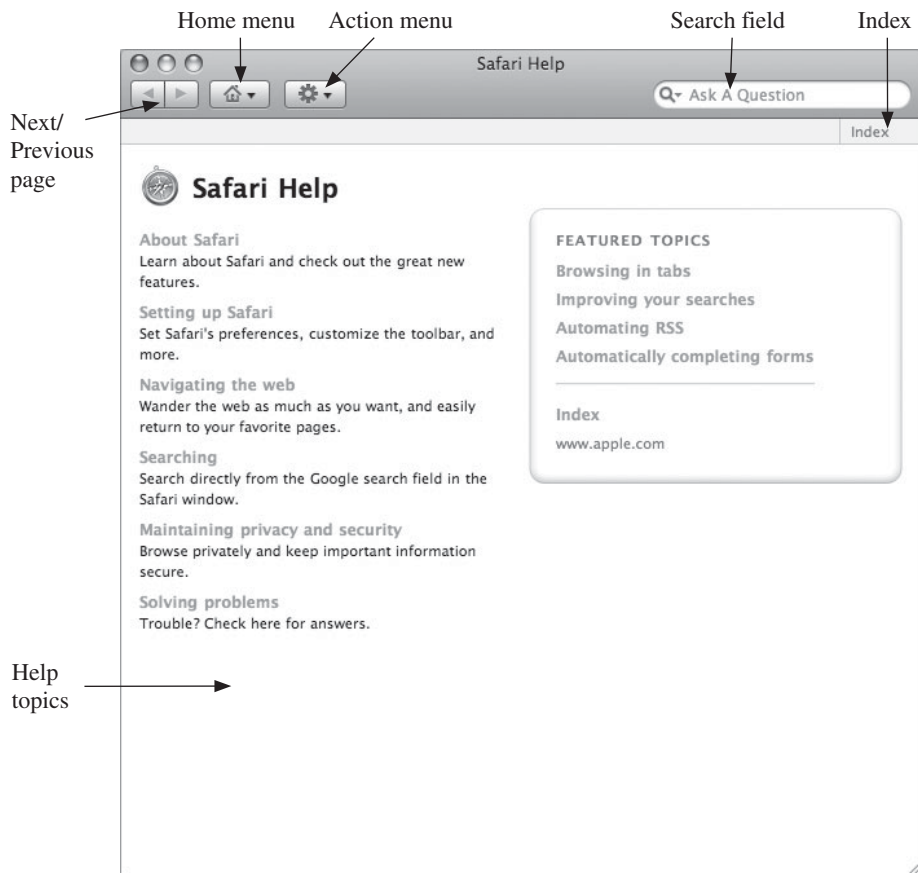 Home menu
Action menu
Search field
Index
Safari Help
Ask A Question
Next/
Previous
page
Index
Safari Help
About Safari
Learn about Safari and check out the great new
features.
Setting up Safari
Set Safari's preferences, customize the toolbar, and
more.
Navigating the web
Wander the web as much as you want, and easily
return to your favorite pages.
Searching
Search directly from the Google search field in the
Safari window.
Maintaining privacy and security
Browse privately and keep important information
secure.
Solving problems
Trouble? Check here for answers.
FEATURED TOPICS
Browsing in tabs
Improving your searches
Automating RSS
Automatically completing forms
Index
www.apple.com
Help
topics